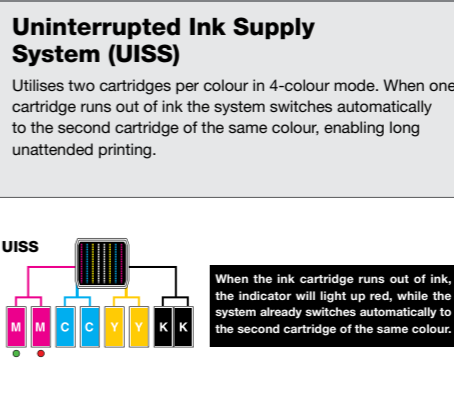 Uninterrupted Ink Supply
System (UISS)
Utilises two cartridges per colour in 4-colour mode. When one
cartridge runs out of ink the system switches automatically
to the second cartridge of the same colour, enabling long
unattended printing.
UISS
When the ink cartridge runs out of ink,
the indicator will light up red, while the
system already switches automatically to
the second cartridge of the same colour.
M M C C Y Y K K